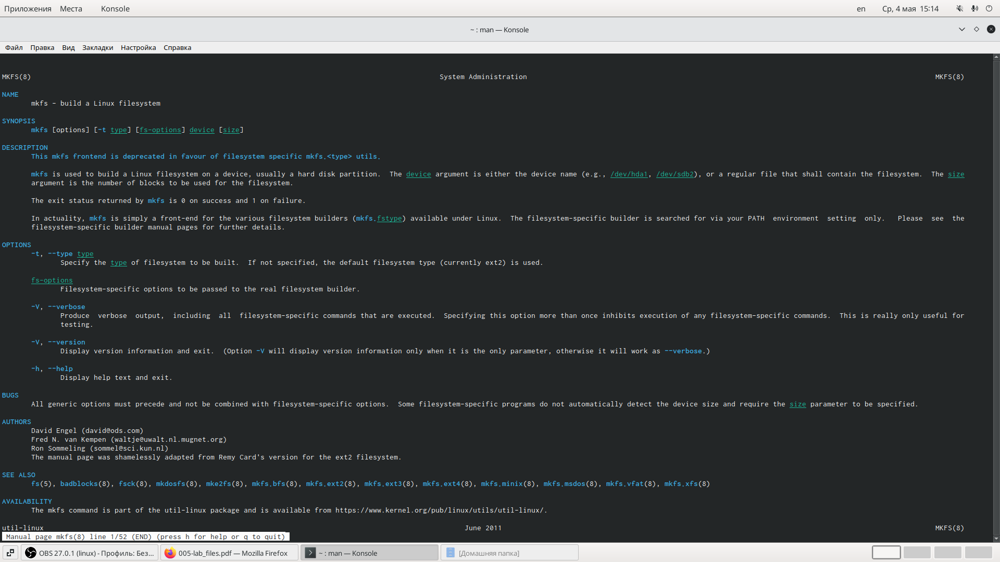 Приложения Места Konsole en Ср, 4 мая 15:14
~ : man — Konsole
Файл Правка Вид Закладки Настройка Справка
MKFS(8) System Administration MKFS(8)
NAME
mkfs - build a Linux filesystem
SYNOPSIS
mkfs [options] [-t type] [fs-options] device [size]
DESCRIPTION
This mkfs frontend is deprecated in favour of filesystem specific mkfs.<type> utils.
mkfs is used to build a Linux filesystem on a device, usually a hard disk partition. The device argument is either the device name (e.g., /dev/hda1, /dev/sdb2), or a regular file that shall contain the filesystem. The size
argument is the number of blocks to be used for the filesystem.
The exit status returned by mkfs is 0 on success and 1 on failure.
In actuality, mkfs is simply a front-end for the various filesystem builders (mkfs.fstype) available under Linux. The filesystem-specific builder is searched for via your PATH environment setting only. Please see the
filesystem-specific builder manual pages for further details.
OPTIONS
-t, --type type
Specify the type of filesystem to be built. If not specified, the default filesystem type (currently ext2) is used.
fs-options
Filesystem-specific options to be passed to the real filesystem builder.
-V, --verbose
Produce verbose output, including all filesystem-specific commands that are executed. Specifying this option more than once inhibits execution of any filesystem-specific commands. This is really only useful for
testing.
-V, --version
Display version information and exit. (Option -V will display version information only when it is the only parameter, otherwise it will work as --verbose.)
-h, --help
Display help text and exit.
BUGS
All generic options must precede and not be combined with filesystem-specific options. Some filesystem-specific programs do not automatically detect the device size and require the size parameter to be specified.
AUTHORS
David Engel (david@ods.com)
Fred N. van Kempen (waltje@uwalt.nl.mugnet.org)
Ron Sommeling (sommel@sci.kun.nl)
The manual page was shamelessly adapted from Remy Card's version for the ext2 filesystem.
SEE ALSO
fs(5), badblocks(8), fsck(8), mkdosfs(8), mke2fs(8), mkfs.bfs(8), mkfs.ext2(8), mkfs.ext3(8), mkfs.ext4(8), mkfs.minix(8), mkfs.msdos(8), mkfs.vfat(8), mkfs.xfs(8)
AVAILABILITY
The mkfs command is part of the util-linux package and is available from https://www.kernel.org/pub/linux/utils/util-linux/.
util-linux June 2011 MKFS(8)
Manual page mkfs(8) line 1/52 (END) (press h for help or q to quit)
OBS 27.0.1 (linux) - Профиль: Без... 005-lab_files.pdf — Mozilla Firefox ~ : man — Konsole [Домашняя папка]